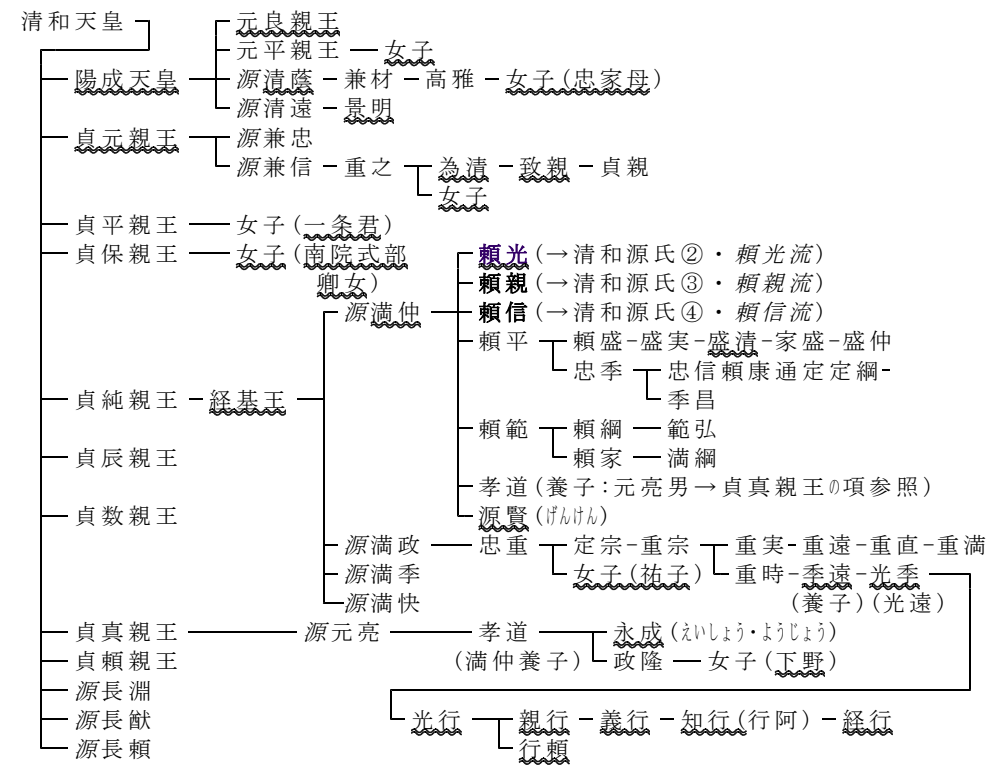 清和天皇 元良親王
元平親王 女子
陽成天皇 源清蔭 兼材 高雅 女子(忠家母)
源清遠 景明
貞元親王 源兼忠
源兼信 重之 為清 致親 貞親
女子
貞平親王 女子(一条君)
貞保親王 女子(南院式部 頼光(→清和源氏②・頼光流)
卿女) 頼親(→清和源氏③・頼親流)
源満仲 頼信(→清和源氏④・頼信流)
頼平 頼盛-盛実-盛清-家盛-盛仲
忠季 忠信頼康通定定綱-
貞純親王 経基王 季昌
頼範 頼綱 範弘
貞辰親王 頼家 満綱
孝道(養子:元亮男→貞真親王の項参照)
貞数親王 源賢(げんけん)
源満政 忠重 定宗-重宗 重実-重遠-重直-重満
源満季 女子(祐子) 重時-季遠-光季
源満快 (養子)(光遠)
貞真親王 源元亮 孝道 永成(えいしょう・ようじょう)
貞頼親王 (満仲養子) 政隆 女子(下野)
源長淵
源長猷 光行 親行 義行 知行(行阿) 経行
源長頼 行頼